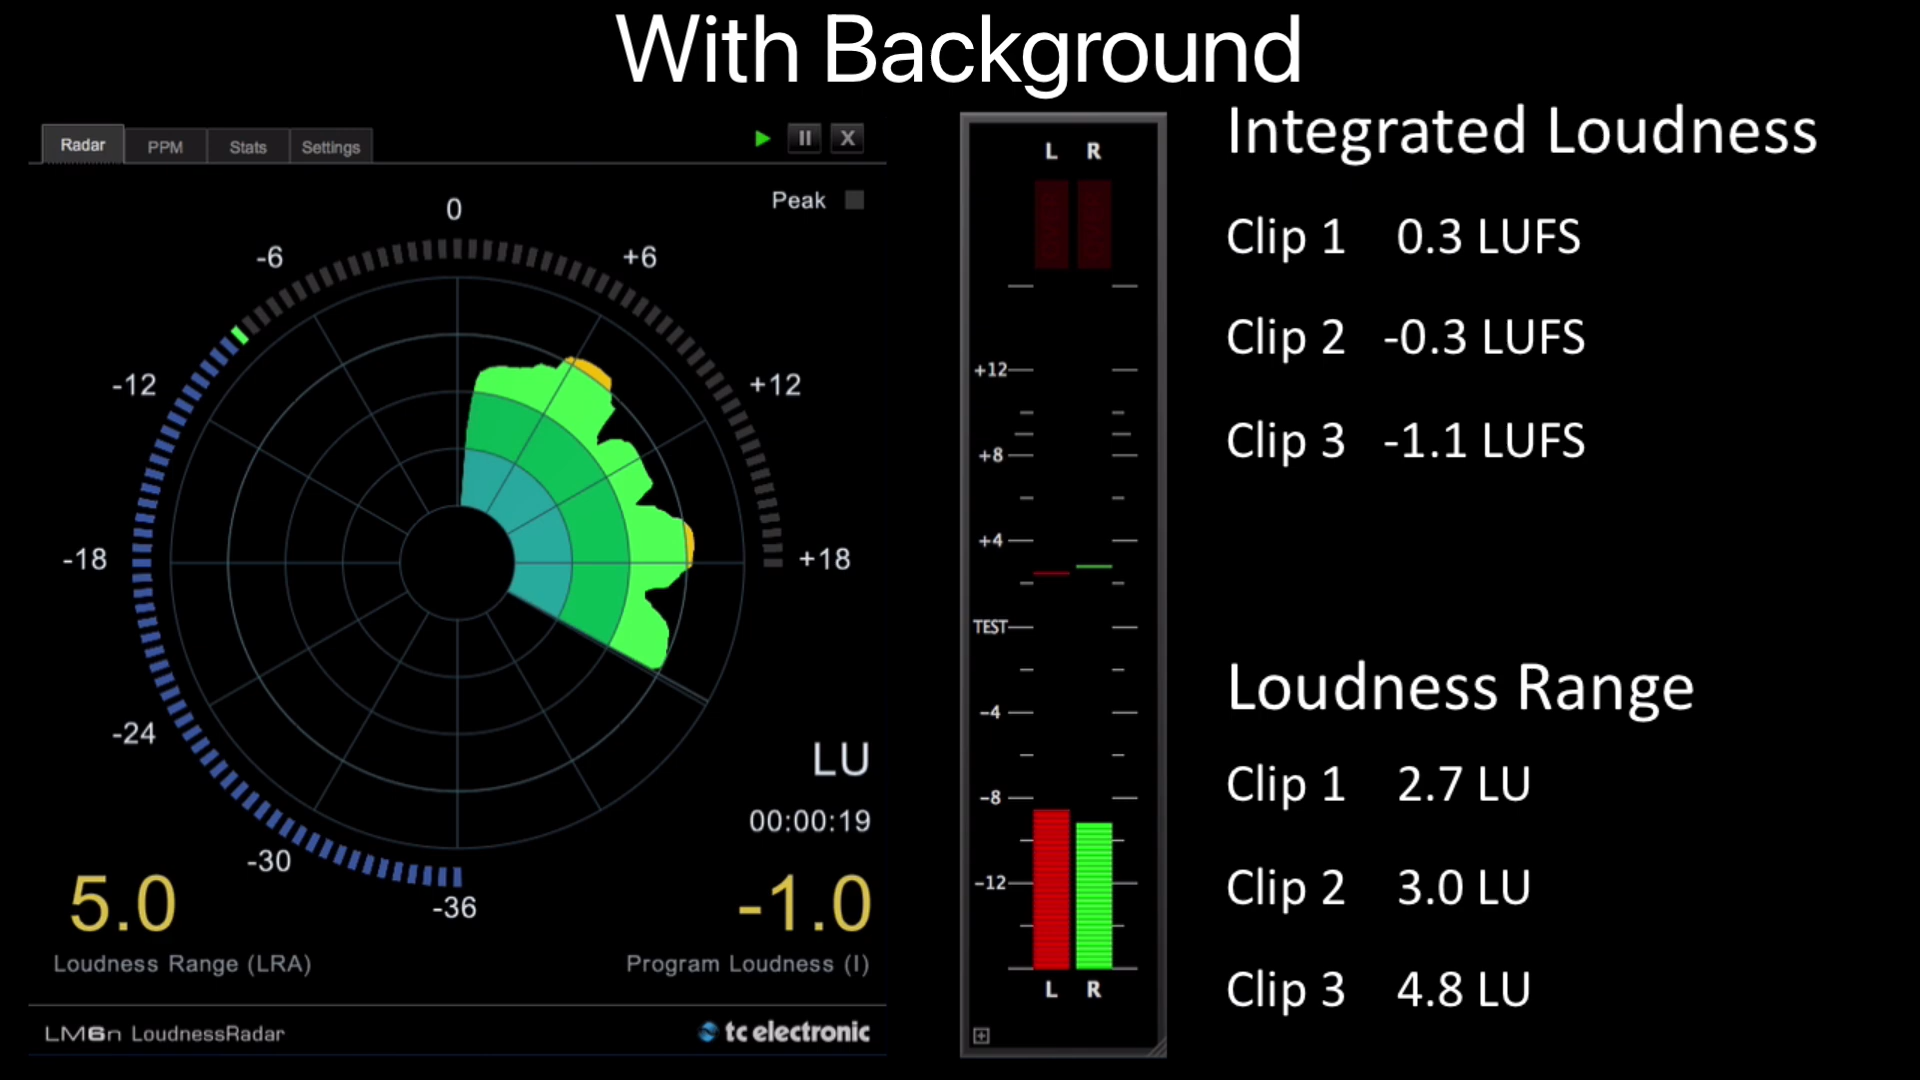 With Background
Radar PPM Stats Settings
Peak
0
-6 +6
-12 +12
-18 +18
-24
-30
-36
LU
00:00:19
5.0 -1.0
Loudness Range (LRA) Program Loudness (I)
LM6n LoudnessRadar tc electronic
L R
OVER OVER
+12
+8
+4
TEST
-4
-8
-12
L R
Integrated Loudness
Clip 1 0.3 LUFS
Clip 2 -0.3 LUFS
Clip 3 -1.1 LUFS
Loudness Range
Clip 1 2.7 LU
Clip 2 3.0 LU
Clip 3 4.8 LU